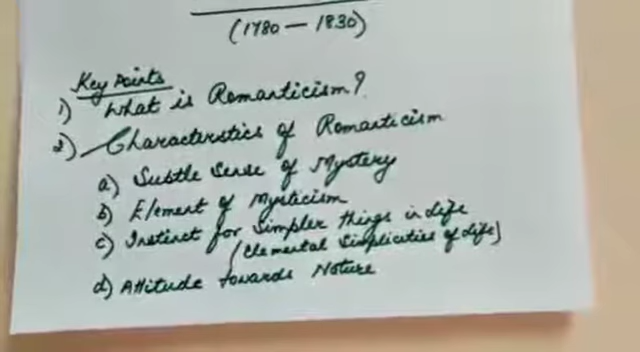 (1780 — 1830)
Key Points
1) What is Romanticism?
2) Characterstics of Romanticism
a) Subtle Sense of Mystery
b) Element of Mysticism
c) Instinct for Simpler things in Life
(Elemental Simplicities of Life)
d) Attitude towards Nature